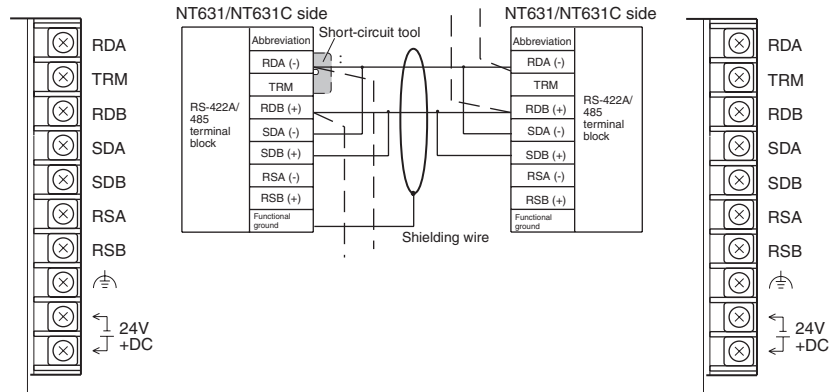 RDA
TRM
RDB
SDA
SDB
RSA
RSB
24V
+DC
NT631/NT631C side
Short-circuit tool
:
RS-422A/
485
terminal
block
Abbreviation
RDA (-)
TRM
RDB (+)
SDA (-)
SDB (+)
RSA (-)
RSB (+)
Functional
ground
Shielding wire
NT631/NT631C side
Abbreviation
RDA (-)
TRM
RDB (+)
SDA (-)
SDB (+)
RSA (-)
RSB (+)
Functional
ground
RS-422A/
485
terminal
block
RDA
TRM
RDB
SDA
SDB
RSA
RSB
24V
+DC